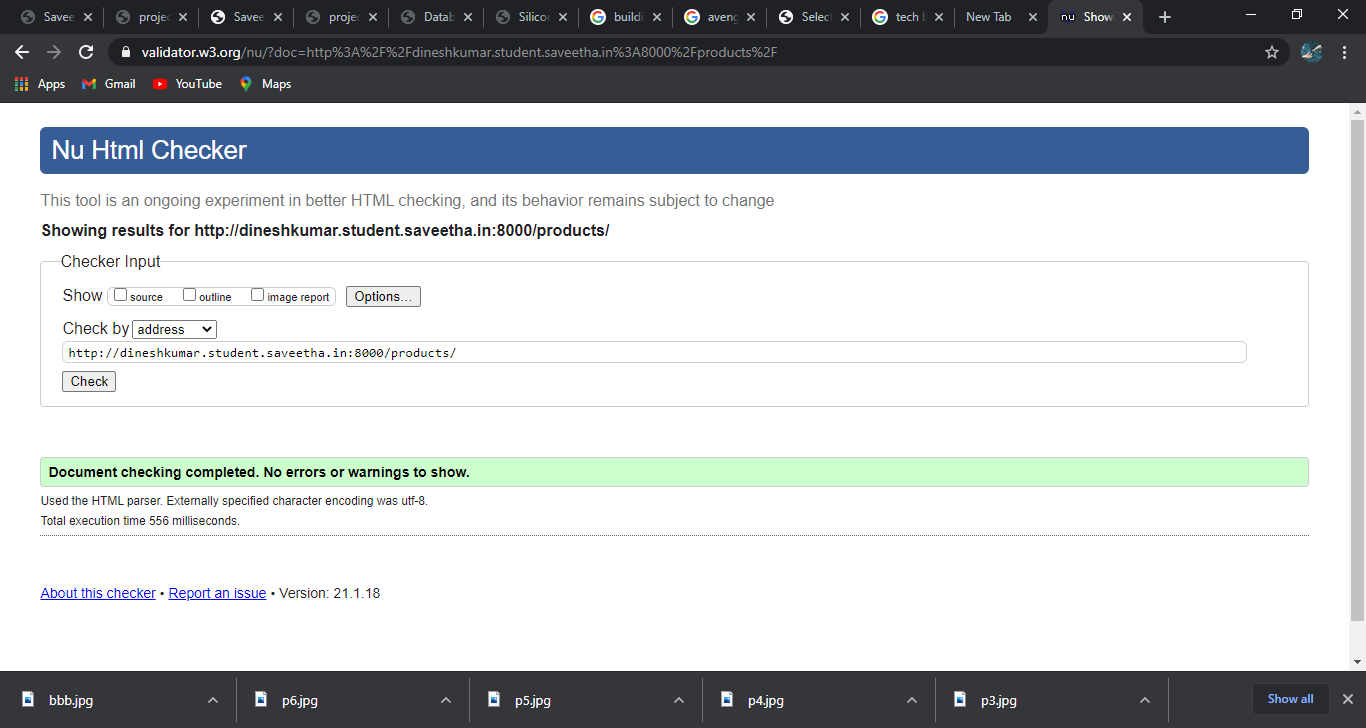 Savee projec Savee projec Datab Silicon buildi aveng Select tech b New Tab Show
validator.w3.org/nu/?doc=http%3A%2F%2Fdineshkumar.student.saveetha.in%3A8000%2Fproducts%2F
Apps Gmail YouTube Maps
Nu Html Checker
This tool is an ongoing experiment in better HTML checking, and its behavior remains subject to change
Showing results for http://dineshkumar.student.saveetha.in:8000/products/
Checker Input
Show source outline image report Options...
Check by address
http://dineshkumar.student.saveetha.in:8000/products/
Check
Document checking completed. No errors or warnings to show.
Used the HTML parser. Externally specified character encoding was utf-8.
Total execution time 556 milliseconds.
About this checker • Report an issue • Version: 21.1.18
bbb.jpg p6.jpg p5.jpg p4.jpg p3.jpg Show all